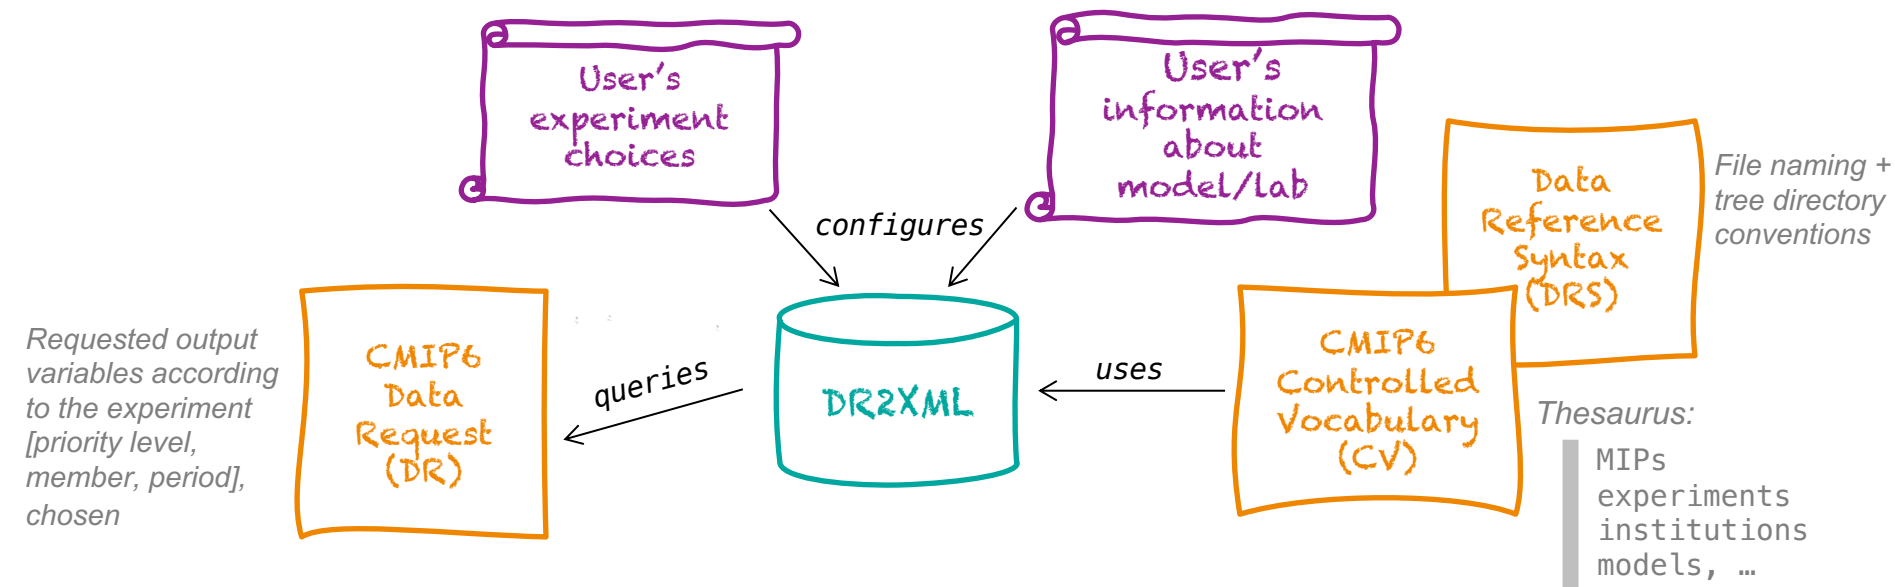 User's
experiment
choices
User's
information
about
model/lab
configures
Data
Reference
Syntax
(DRS)
File naming +
tree directory
conventions
Requested output
variables according
to the experiment
[priority level,
member, period],
chosen
CMIP6
Data
Request
(DR)
queries
DR2XML
uses
CMIP6
Controlled
Vocabulary
(CV)
Thesaurus:
MIPs
experiments
institutions
models, …